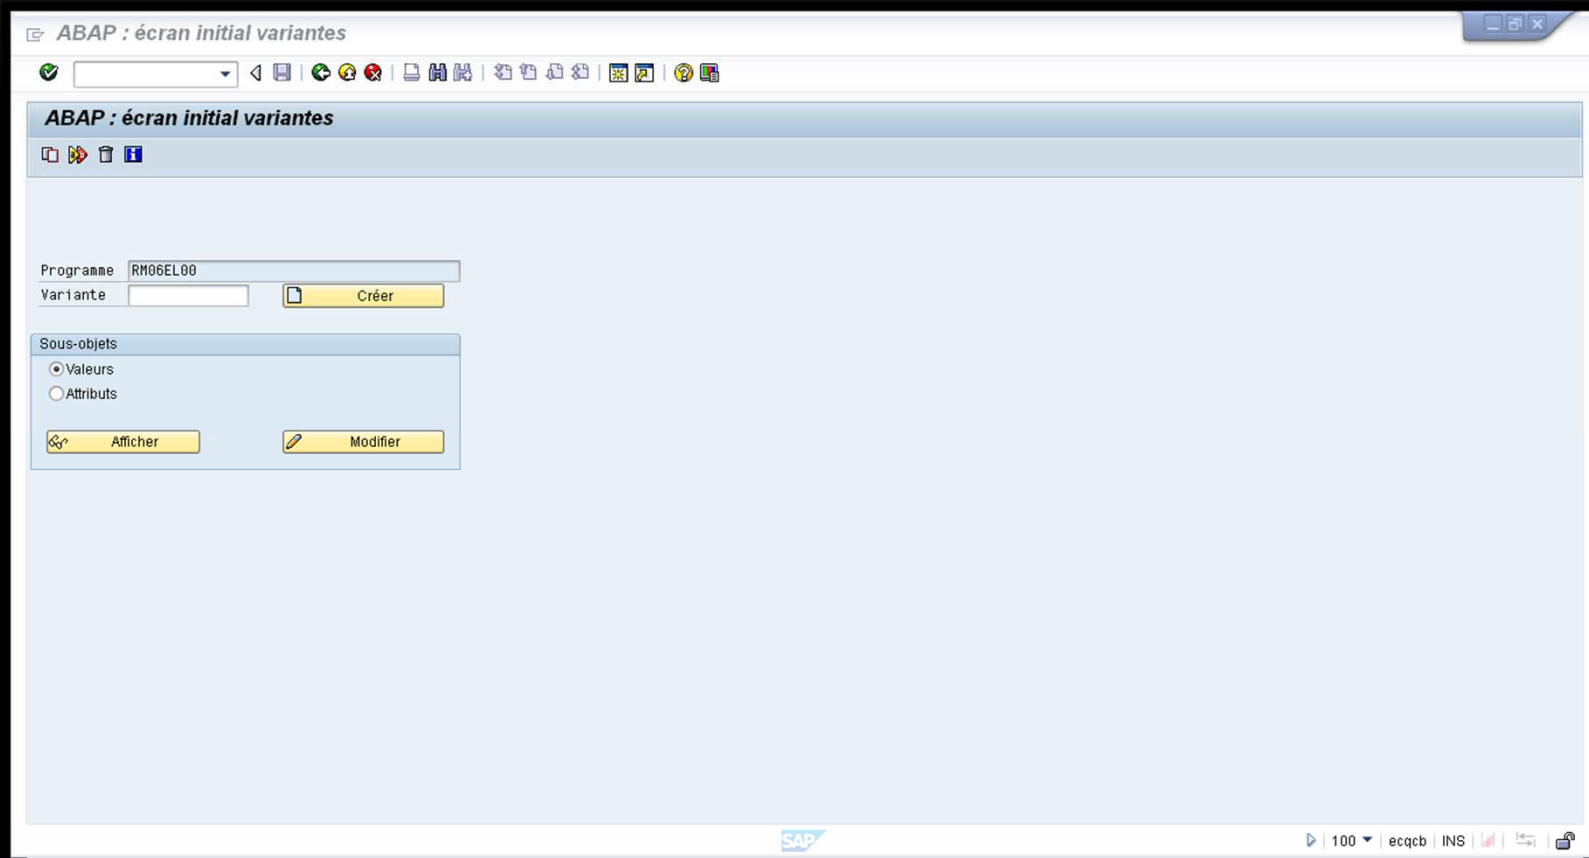 ABAP : écran initial variantes
ABAP : écran initial variantes
Programme RM06EL00
Variante Créer
Sous-objets
Valeurs
Attributs
Afficher Modifier
SAP 100 ecqcb INS